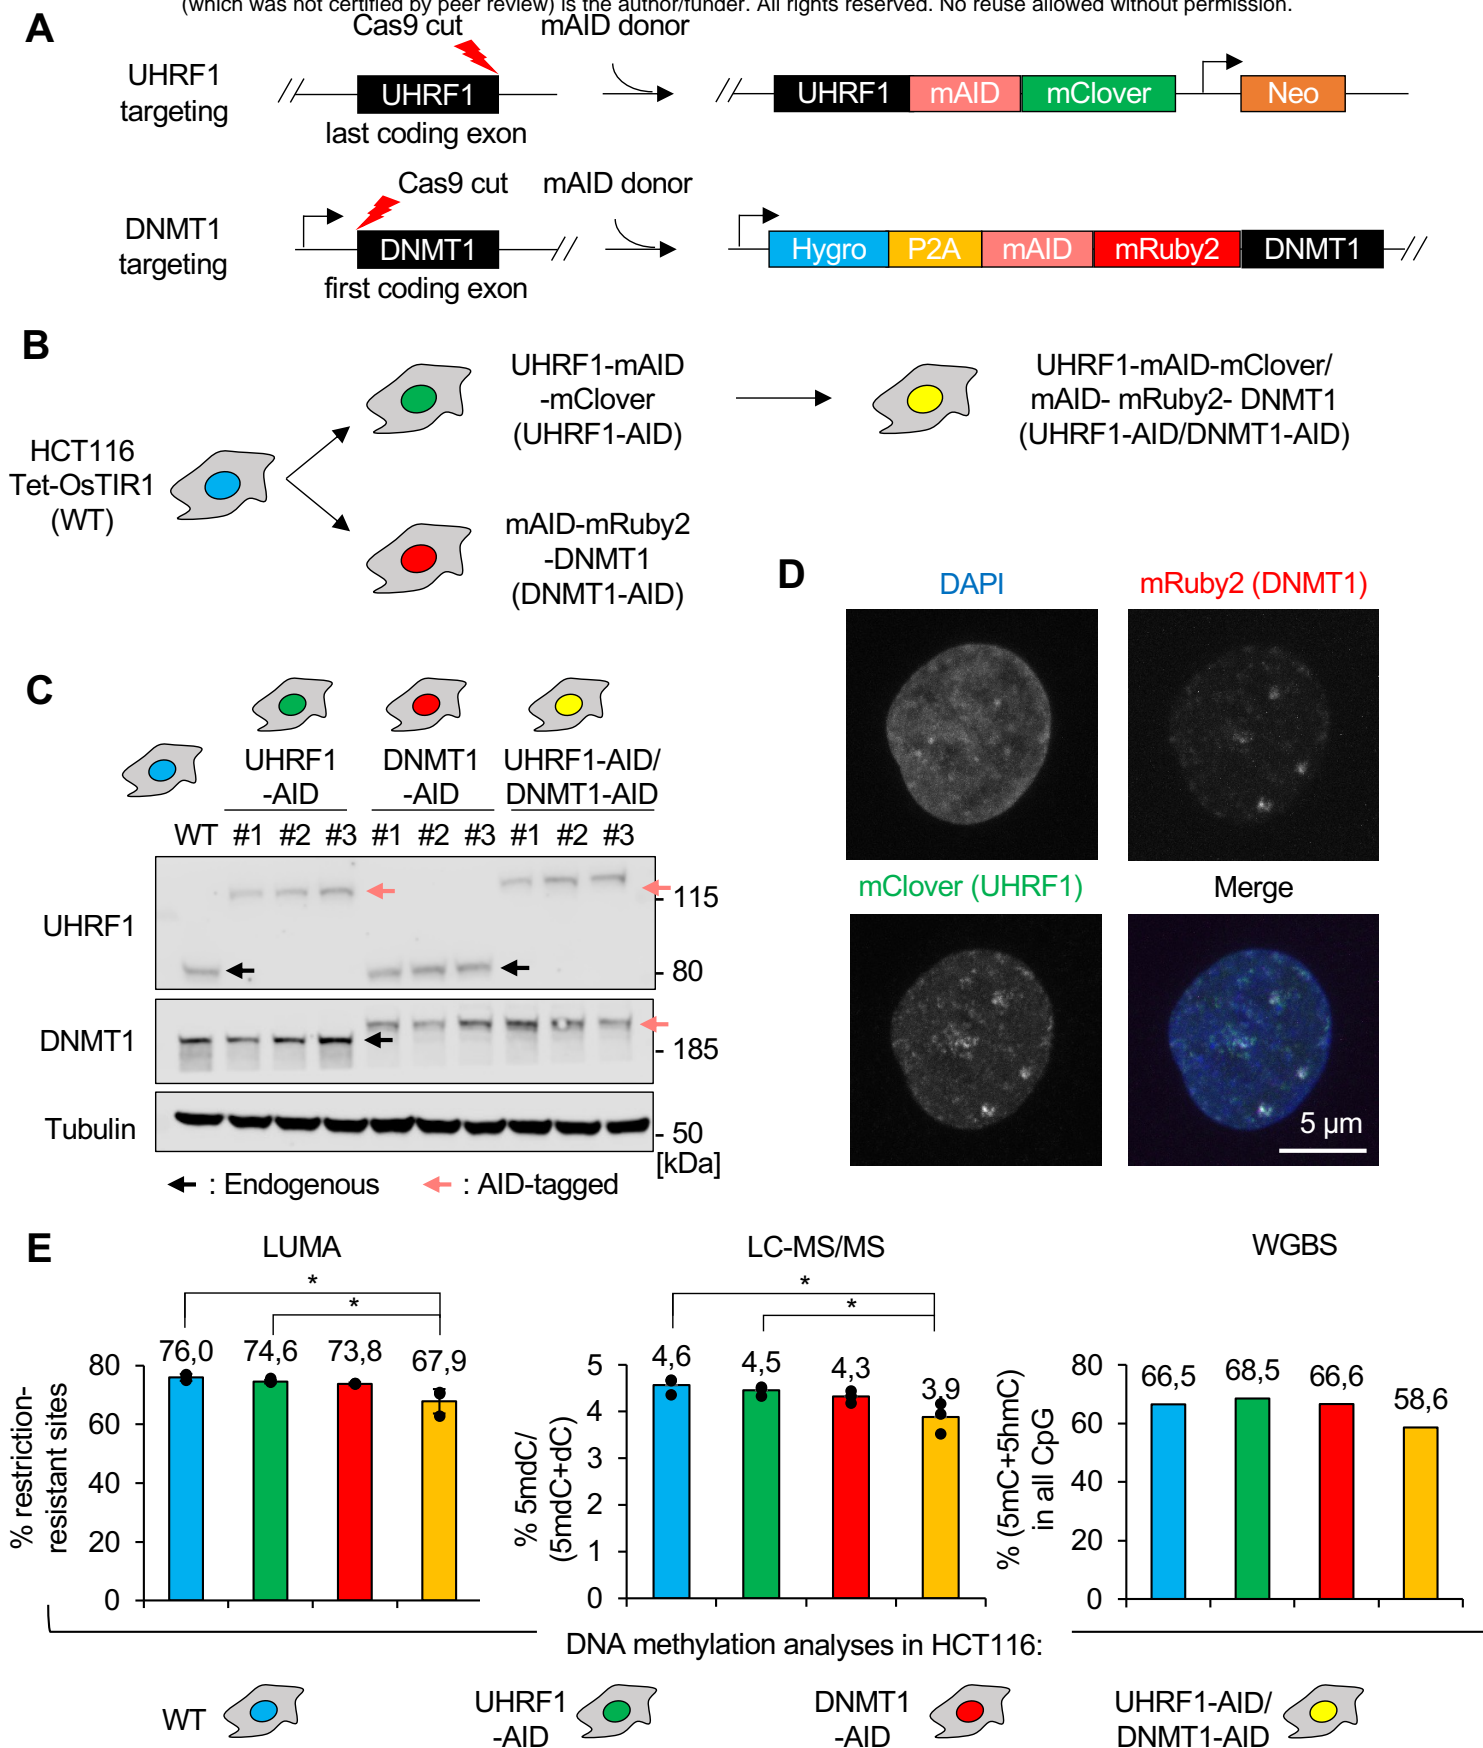 (which was not certified by peer review) is the author/funder. All rights reserved. No reuse allowed without permission.
A
Cas9 cut
mAID donor
UHRF1
targeting
UHRF1
last coding exon
UHRF1 mAID mClover Neo
Cas9 cut
mAID donor
DNMT1
targeting
DNMT1
first coding exon
Hygro P2A mAID mRuby2 DNMT1
B
HCT116
Tet-OsTIR1
(WT)
UHRF1-mAID
-mClover
(UHRF1-AID)
mAID-mRuby2
-DNMT1
(DNMT1-AID)
UHRF1-mAID-mClover/
mAID- mRuby2- DNMT1
(UHRF1-AID/DNMT1-AID)
C
UHRF1
-AID
DNMT1
-AID
UHRF1-AID/
DNMT1-AID
WT #1 #2 #3 #1 #2 #3 #1 #2 #3
UHRF1
115
80
DNMT1
185
Tubulin
50
[kDa]
: Endogenous
: AID-tagged
D
DAPI
mRuby2 (DNMT1)
mClover (UHRF1)
Merge
5 µm
E
LUMA
*
*
76,0 74,6 73,8 67,9
% restriction-
resistant sites
80
60
40
20
0
LC-MS/MS
*
*
4,6 4,5 4,3 3,9
% 5mdC/
(5mdC+dC)
5
4
3
2
1
0
WGBS
66,5 68,5 66,6 58,6
% (5mC+5hmC)
in all CpG
80
60
40
20
0
DNA methylation analyses in HCT116:
WT
UHRF1
-AID
DNMT1
-AID
UHRF1-AID/
DNMT1-AID